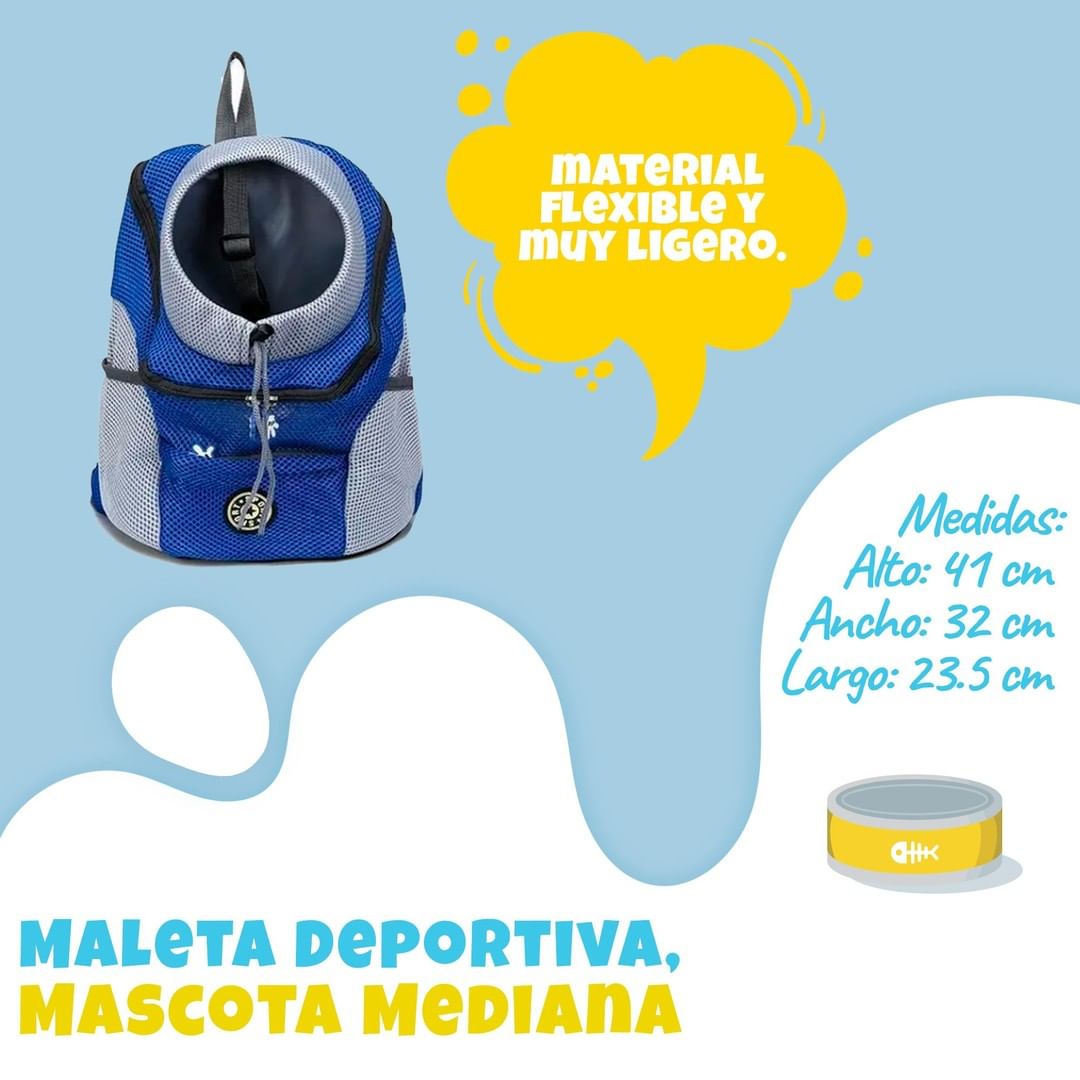 MATERIAL
FLEXIBLE Y
MUY LIGERO.
Medidas:
Alto: 41 cm
Ancho: 32 cm
Largo: 23.5 cm
MALETA DEPORTIVA,
MASCOTA MEDIANA